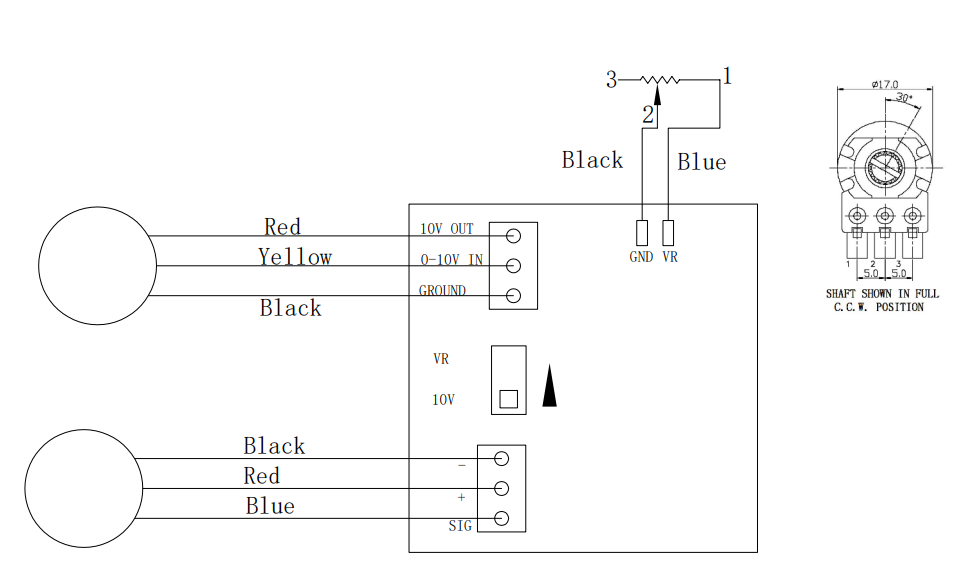 3
1
2
Black
Blue
GND
VR
Red
10V OUT
Yellow
0-10V IN
GROUND
Black
VR
10V
Black
-
Red
+
Blue
SIG
ø17.0
30°
1
2
3
5.0
5.0
SHAFT SHOWN IN FULL
C.C.W. POSITION